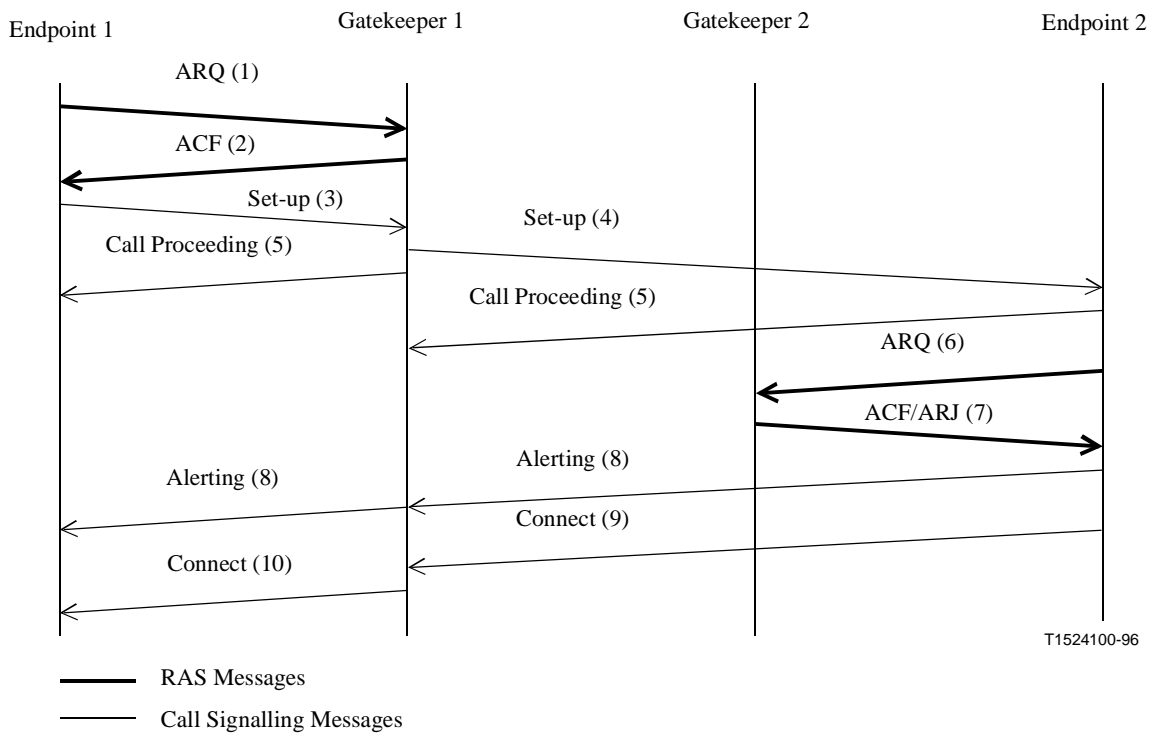 Endpoint 1
Gatekeeper 1
Gatekeeper 2
Endpoint 2
ARQ (1)
ACF (2)
Set-up (3)
Set-up (4)
Call Proceeding (5)
Call Proceeding (5)
ARQ (6)
ACF/ARJ (7)
Alerting (8)
Alerting (8)
Connect (9)
Connect (10)
T1524100-96
RAS Messages
Call Signalling Messages